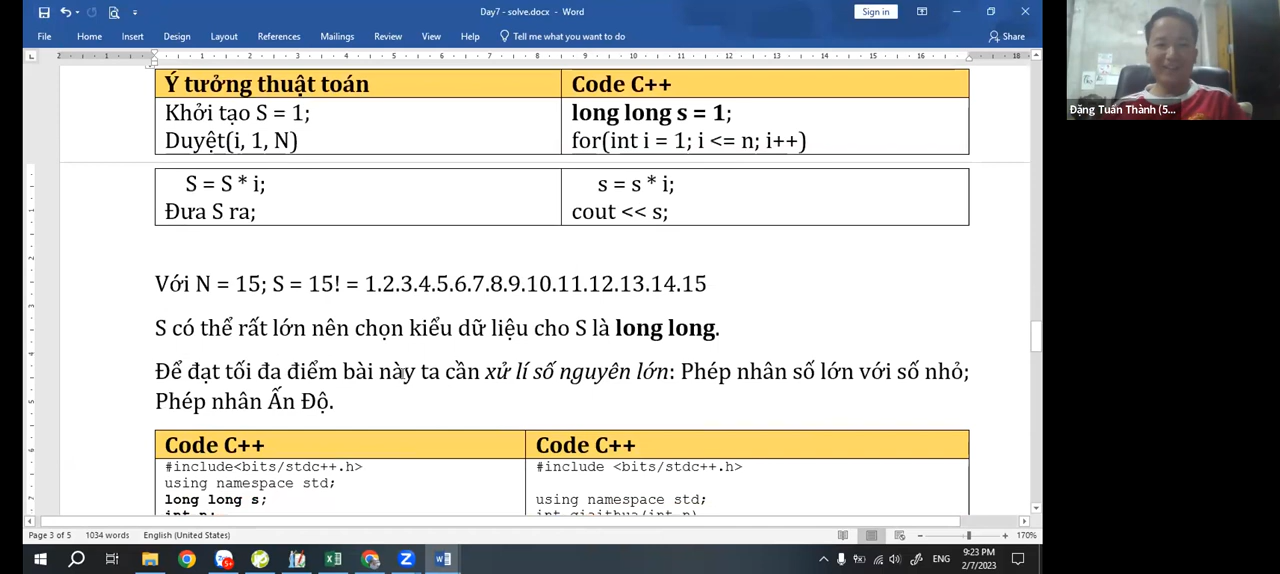 Day7 - solve.docx - Word
Sign in
File Home Insert Design Layout References Mailings Review View Help Tell me what you want to do Share
Ý tưởng thuật toán Code C++
Khởi tạo S = 1; long long s = 1;
Duyệt(i, 1, N) for(int i = 1; i <= n; i++)
S = S * i; s = s * i;
Đưa S ra; cout << s;
Với N = 15; S = 15! = 1.2.3.4.5.6.7.8.9.10.11.12.13.14.15
S có thể rất lớn nên chọn kiểu dữ liệu cho S là long long.
Để đạt tối đa điểm bài này ta cần xử lí số nguyên lớn: Phép nhân số lớn với số nhỏ;
Phép nhân Ấn Độ.
Code C++ Code C++
#include<bits/stdc++.h> #include <bits/stdc++.h>
using namespace std;
long long s; using namespace std;
int n; int giaithua(int n)
Page 3 of 5 1034 words English (United States) 170%
ENG 9:23 PM
2/7/2023
Đặng Tuấn Thành (5...